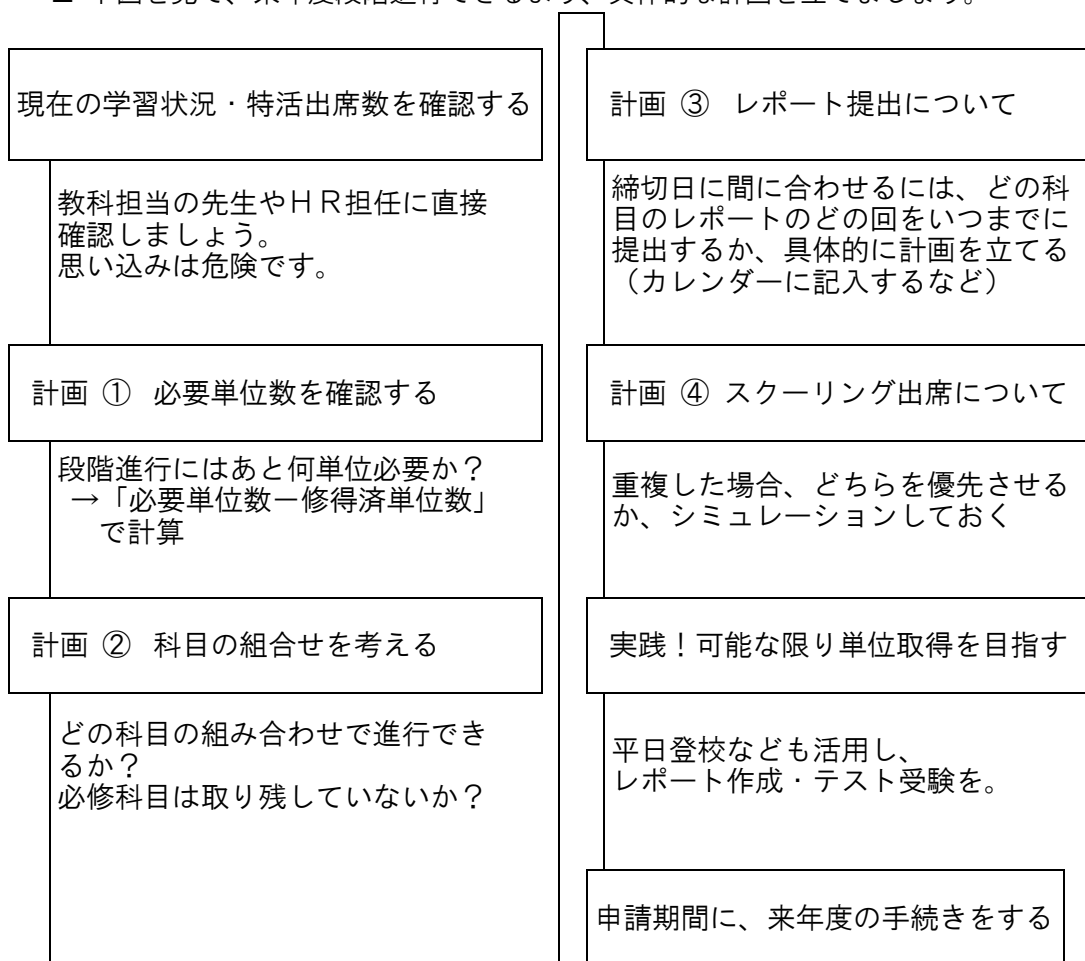 現在の学習状況・特活出席数を確認する
教科担当の先生やＨＲ担任に直接
確認しましょう。
思い込みは危険です。
計画 ① 必要単位数を確認する
段階進行にはあと何単位必要か？
→「必要単位数－修得済単位数」
で計算
計画 ② 科目の組合せを考える
どの科目の組み合わせで進行でき
るか？
必修科目は取り残していないか？
計画 ③ レポート提出について
締切日に間に合わせるには、どの科
目のレポートのどの回をいつまでに
提出するか、具体的に計画を立てる
（カレンダーに記入するなど）
計画 ④ スクーリング出席について
重複した場合、どちらを優先させる
か、シミュレーションしておく
実践！可能な限り単位取得を目指す
平日登校なども活用し、
レポート作成・テスト受験を。
申請期間に、来年度の手続きをする